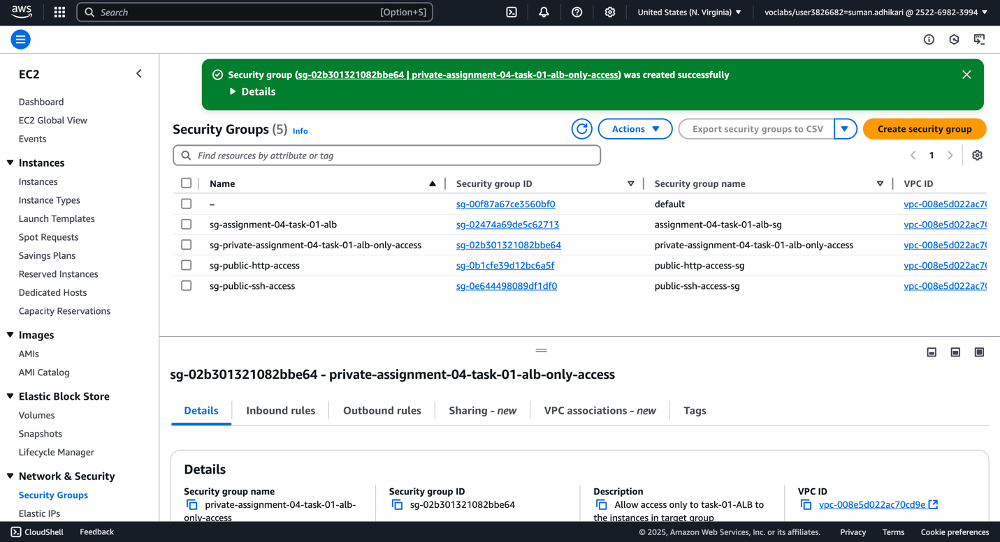 aws
Search [Option+S]
United States (N. Virginia)
voclabs/user3826682=suman.adhikari @ 2522-6982-3994
EC2
Dashboard
EC2 Global View
Events
Instances
Instances
Instance Types
Launch Templates
Spot Requests
Savings Plans
Reserved Instances
Dedicated Hosts
Capacity Reservations
Images
AMIs
AMI Catalog
Elastic Block Store
Volumes
Snapshots
Lifecycle Manager
Network & Security
Security Groups
Elastic IPs
Security group (sg-02b301321082bbe64 | private-assignment-04-task-01-alb-only-access) was created successfully
Details
Security Groups (5) Info
Actions
Export security groups to CSV
Create security group
Find resources by attribute or tag
1
Name Security group ID Security group name VPC ID
– sg-00f87a67ce3560bf0 default vpc-008e5d022ac70
sg-assignment-04-task-01-alb sg-02474a69de5c62713 assignment-04-task-01-alb-sg vpc-008e5d022ac70
sg-private-assignment-04-task-01-alb-only-access sg-02b301321082bbe64 private-assignment-04-task-01-alb-only-access vpc-008e5d022ac70
sg-public-http-access sg-0b1cfe39d12bc6a5f public-http-access-sg vpc-008e5d022ac70
sg-public-ssh-access sg-0e644498089df1df0 public-ssh-access-sg vpc-008e5d022ac70
sg-02b301321082bbe64 - private-assignment-04-task-01-alb-only-access
Details Inbound rules Outbound rules Sharing - new VPC associations - new Tags
Details
Security group name
private-assignment-04-task-01-alb-
only-access
Security group ID
sg-02b301321082bbe64
Description
Allow access only to task-01-ALB to
the instances in target group
VPC ID
vpc-008e5d022ac70cd9e
CloudShell Feedback © 2025, Amazon Web Services, Inc. or its affiliates. Privacy Terms Cookie preferences